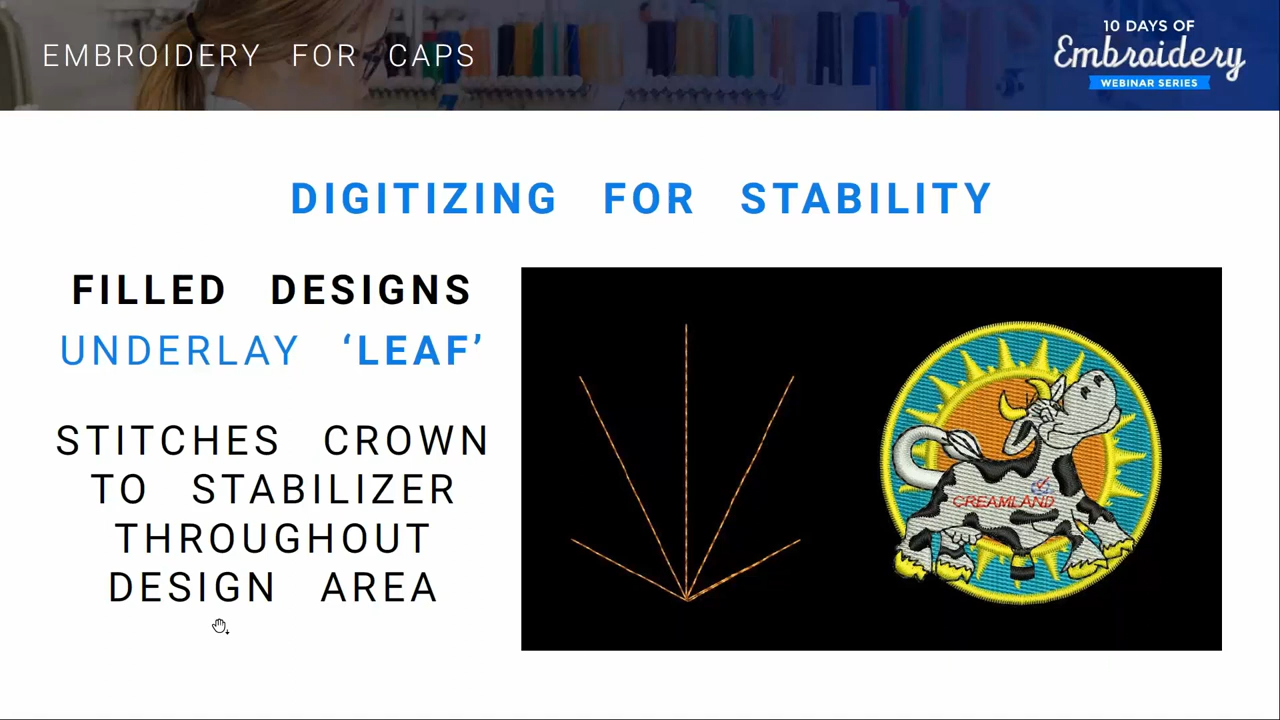 EMBROIDERY FOR CAPS
10 DAYS OF
Embroidery
WEBINAR SERIES
DIGITIZING FOR STABILITY
FILLED DESIGNS
UNDERLAY ‘LEAF’
STITCHES CROWN
TO STABILIZER
THROUGHOUT
DESIGN AREA
CREAMLAND